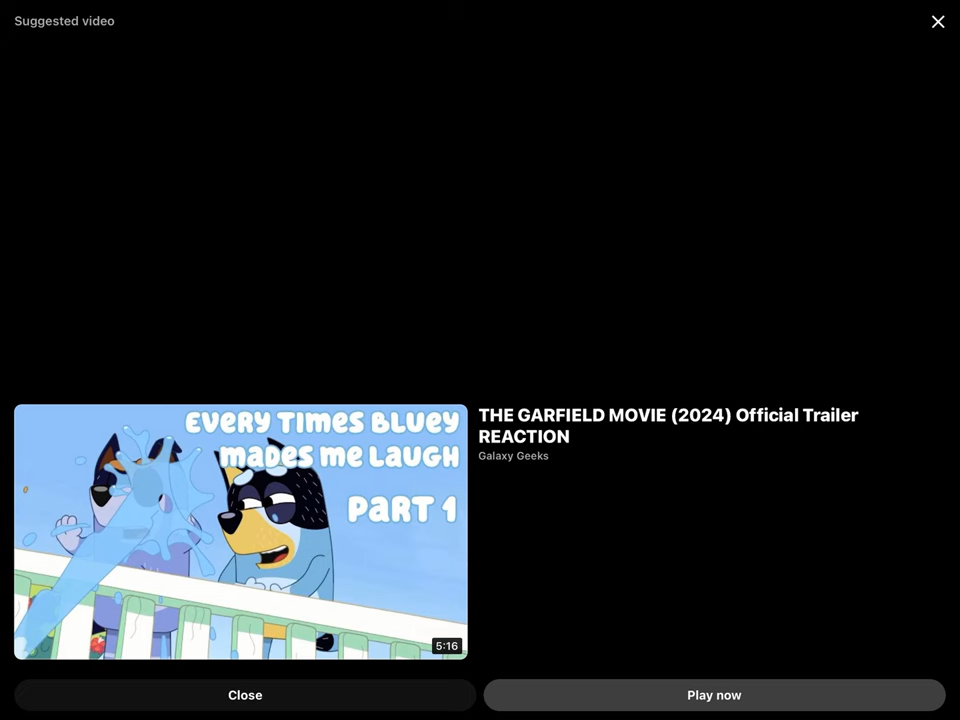 Suggested video
EVERY TIMES BLUEY
MADES ME LAUGH
PART 1
5:16
THE GARFIELD MOVIE (2024) Official Trailer
REACTION
Galaxy Geeks
Close
Play now